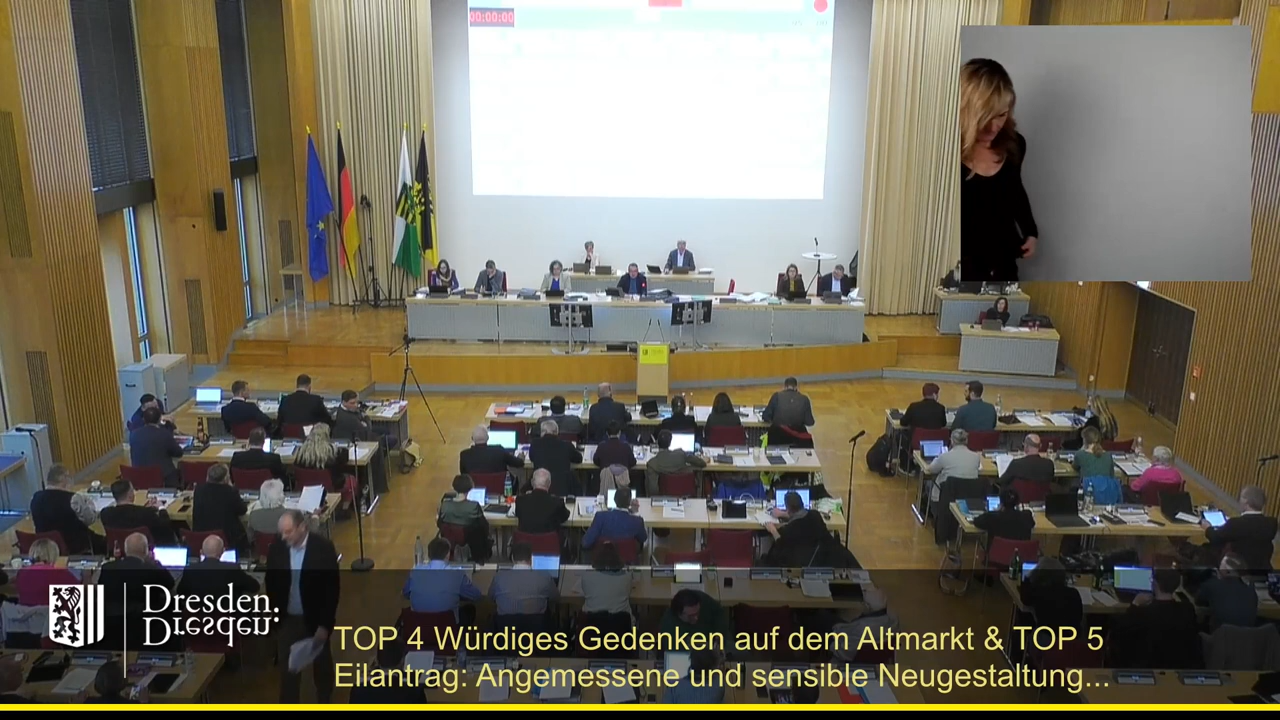 00:00:00
Dresden.
Dresden.
TOP 4 Würdiges Gedenken auf dem Altmarkt & TOP 5
Eilantrag: Angemessene und sensible Neugestaltung...